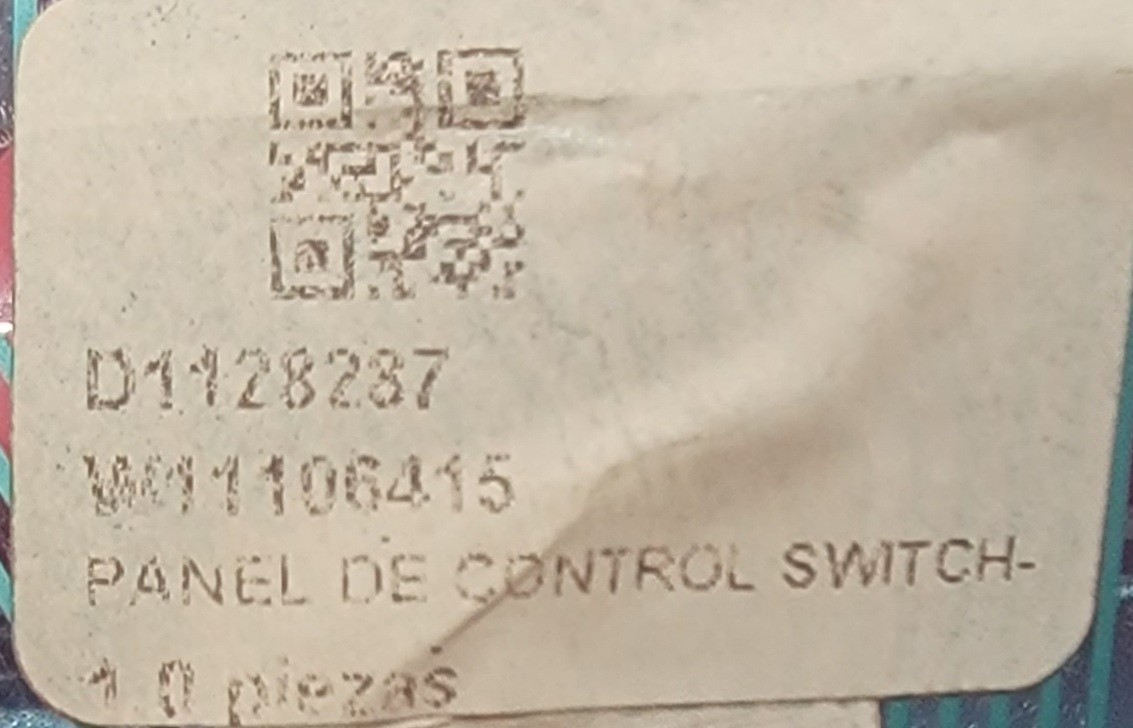 D1128287
W11106415
PANEL DE CONTROL SWITCH-
1.0 piezas